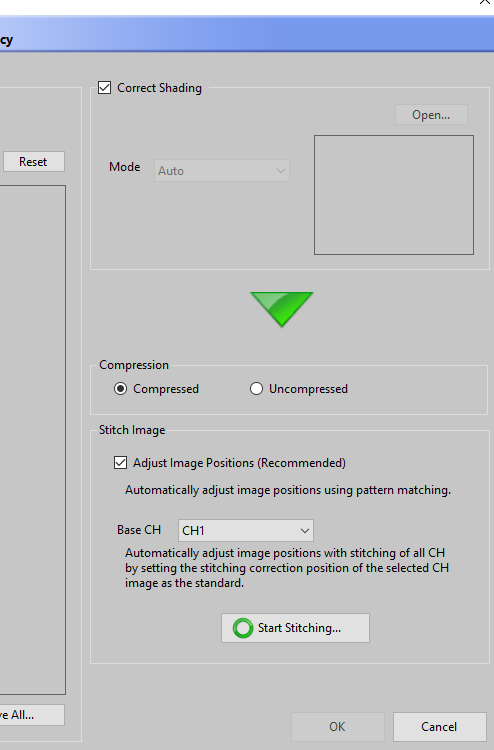 cy
Correct Shading
Open...
Reset
Mode
Auto
Compression
Compressed
Uncompressed
Stitch Image
Adjust Image Positions (Recommended)
Automatically adjust image positions using pattern matching.
Base CH
CH1
Automatically adjust image positions with stitching of all CH
by setting the stitching correction position of the selected CH
image as the standard.
Start Stitching...
ve All...
OK
Cancel